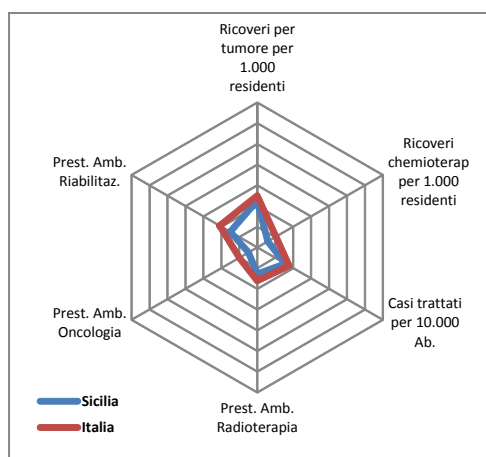 Ricoveri per
tumore per
1.000
residenti
Ricoveri
chemioterap
per 1.000
residenti
Casi trattati
per 10.000
Ab.
Prest. Amb.
Radioterapia
Prest. Amb.
Oncologia
Prest. Amb.
Riabilitaz.
Sicilia
Italia